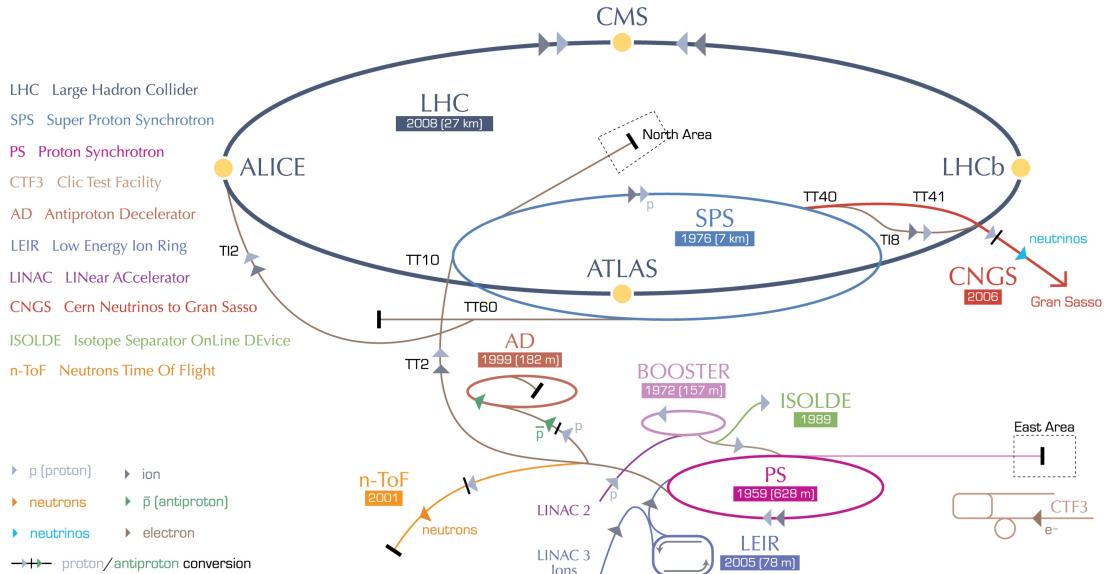 CMS
LHC
2008 (27 km)
North Area
ALICE
LHCb
LHC Large Hadron Collider
SPS Super Proton Synchrotron
PS Proton Synchrotron
CTF3 Clic Test Facility
AD Antiproton Decelerator
LEIR Low Energy Ion Ring
LINAC LINear ACcelerator
CNGS Cern Neutrinos to Gran Sasso
ISOLDE Isotope Separator OnLine DEvice
n-ToF Neutrons Time Of Flight
p
SPS
1976 (7 km)
TT40
TT41
TI8
neutrinos
CNGS
2006
Gran Sasso
TI2
TT10
ATLAS
TT60
TT2
AD
1999 (182 m)
p
p̅
BOOSTER
1972 (157 m)
ISOLDE
1989
East Area
n-ToF
2001
neutrons
p
LINAC 2
PS
1959 (628 m)
CTF3
e-
LINAC 3
Ions
LEIR
2005 (78 m)
p (proton)
ion
neutrons
p̅ (antiproton)
neutrinos
electron
proton/antiproton conversion